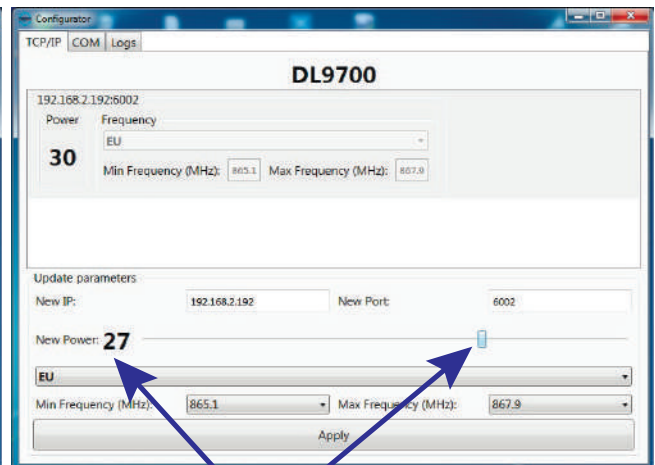 Configurator
TCP/IP COM Logs
DL9700
192.168.2.192:6002
Power Frequency
EU
30
Min Frequency (MHz): 865.1 Max Frequency (MHz): 867.9
Update parameters
New IP: 192.168.2.192 New Port: 6002
New Power: 27
EU
Min Frequency (MHz): 865.1 Max Frequency (MHz): 867.9
Apply